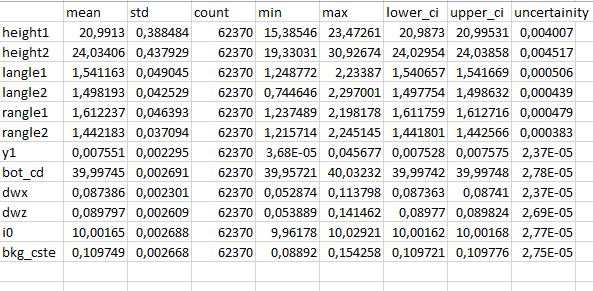 mean std count min max lower_ci upper_ci uncertainity
height1 20,9913 0,388484 62370 15,38546 23,47261 20,9873 20,99531 0,004007
height2 24,03406 0,437929 62370 19,33031 30,92674 24,02954 24,03858 0,004517
langle1 1,541163 0,049045 62370 1,248772 2,23387 1,540657 1,541669 0,000506
langle2 1,498193 0,042529 62370 0,744646 2,297001 1,497754 1,498632 0,000439
rangle1 1,612237 0,046393 62370 1,237489 2,198178 1,611759 1,612716 0,000479
rangle2 1,442183 0,037094 62370 1,215714 2,245145 1,441801 1,442566 0,000383
y1 0,007551 0,002295 62370 3,68E-05 0,045677 0,007528 0,007575 2,37E-05
bot_cd 39,99745 0,002691 62370 39,95721 40,03232 39,99742 39,99748 2,78E-05
dwx 0,087386 0,002301 62370 0,052874 0,113798 0,087363 0,08741 2,37E-05
dwz 0,089797 0,002609 62370 0,053889 0,141462 0,08977 0,089824 2,69E-05
i0 10,00165 0,002688 62370 9,96178 10,02921 10,00162 10,00168 2,77E-05
bkg_cste 0,109749 0,002668 62370 0,08892 0,154258 0,109721 0,109776 2,75E-05